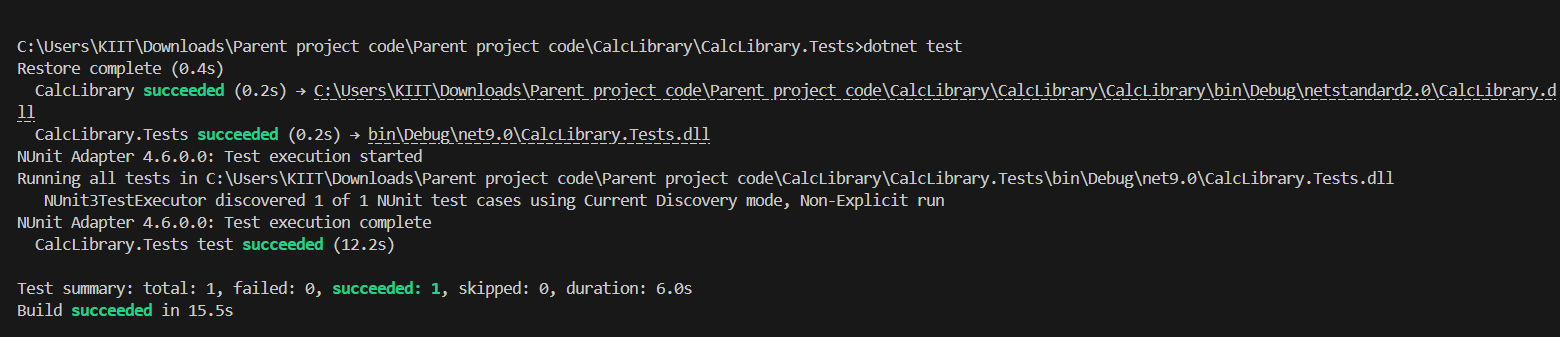 C:\Users\KIIT\Downloads\Parent project code\Parent project code\CalcLibrary\CalcLibrary.Tests>dotnet test
Restore complete (0.4s)
  CalcLibrary succeeded (0.2s) → C:\Users\KIIT\Downloads\Parent project code\Parent project code\CalcLibrary\CalcLibrary\CalcLibrary\bin\Debug\netstandard2.0\CalcLibrary.d
ll
  CalcLibrary.Tests succeeded (0.2s) → bin\Debug\net9.0\CalcLibrary.Tests.dll
NUnit Adapter 4.6.0.0: Test execution started
Running all tests in C:\Users\KIIT\Downloads\Parent project code\Parent project code\CalcLibrary\CalcLibrary.Tests\bin\Debug\net9.0\CalcLibrary.Tests.dll
   NUnit3TestExecutor discovered 1 of 1 NUnit test cases using Current Discovery mode, Non-Explicit run
NUnit Adapter 4.6.0.0: Test execution complete
  CalcLibrary.Tests test succeeded (12.2s)

Test summary: total: 1, failed: 0, succeeded: 1, skipped: 0, duration: 6.0s
Build succeeded in 15.5s